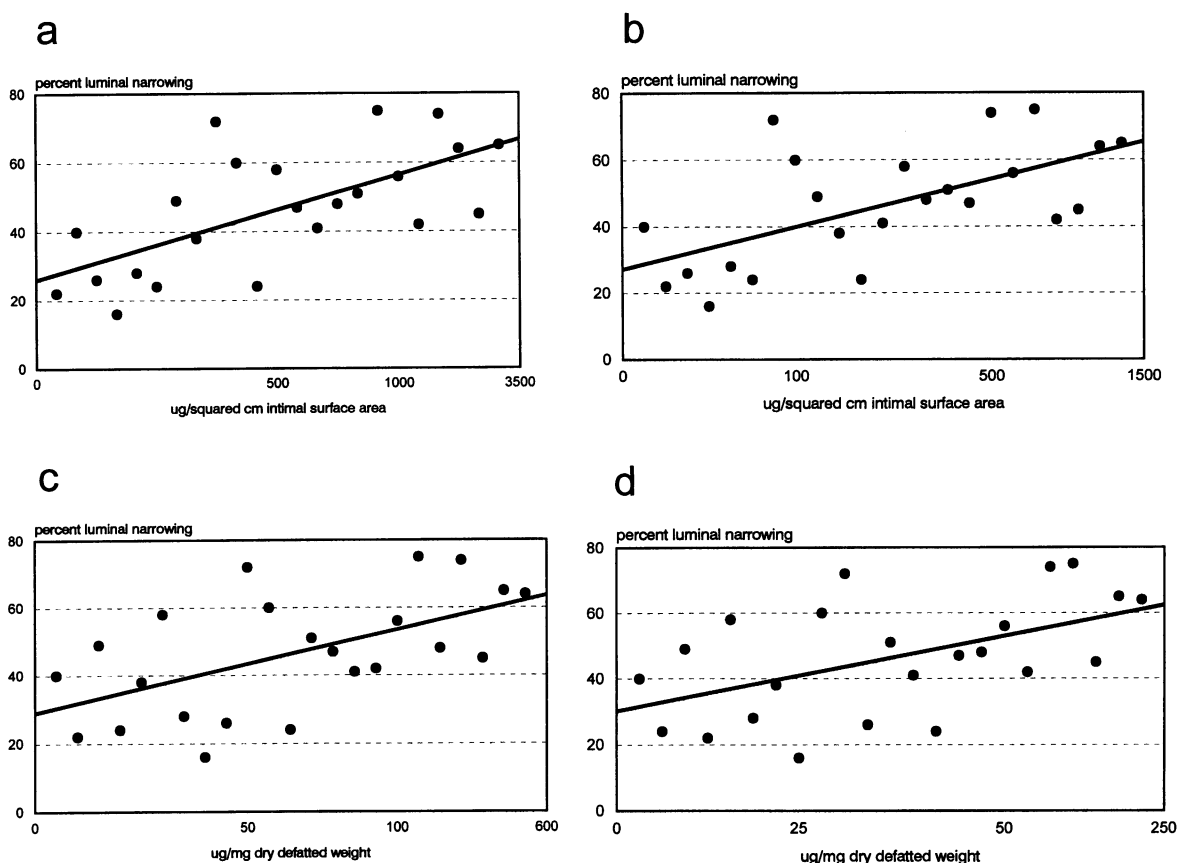 a
percent luminal narrowing
80
60
40
20
0
0 500 1000 3500
ug/squared cm intimal surface area
b
percent luminal narrowing
80
60
40
20
0
0 100 500 1500
ug/squared cm intimal surface area
c
percent luminal narrowing
80
60
40
20
0
0 50 100 600
ug/mg dry defatted weight
d
percent luminal narrowing
80
60
40
20
0
0 25 50 250
ug/mg dry defatted weight